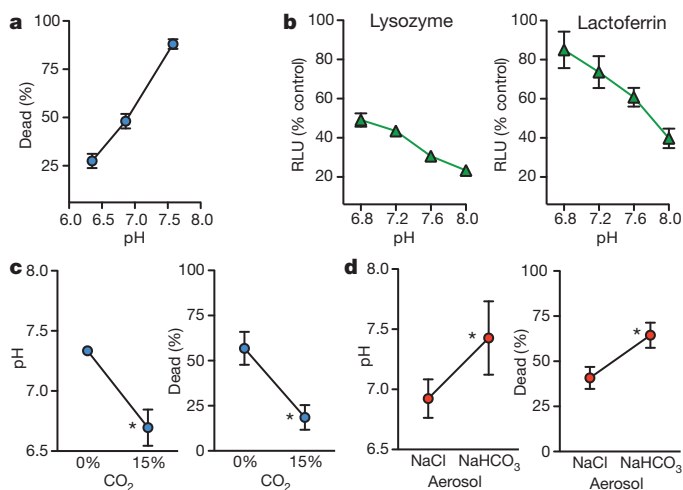 a
100
75
50
25
Dead (%)
6.0 6.5 7.0 7.5 8.0
pH
b
Lysozyme
100
80
60
40
20
RLU (% control)
6.8 7.2 7.6 8.0
pH
Lactoferrin
100
80
60
40
20
RLU (% control)
6.8 7.2 7.6 8.0
pH
c
8.0
7.5
7.0
6.5
pH
*
0% 15%
CO₂
100
75
50
25
0
Dead (%)
*
0% 15%
CO₂
d
8.0
7.5
7.0
6.5
pH
*
NaCl NaHCO₃
Aerosol
100
75
50
25
0
Dead (%)
*
NaCl NaHCO₃
Aerosol